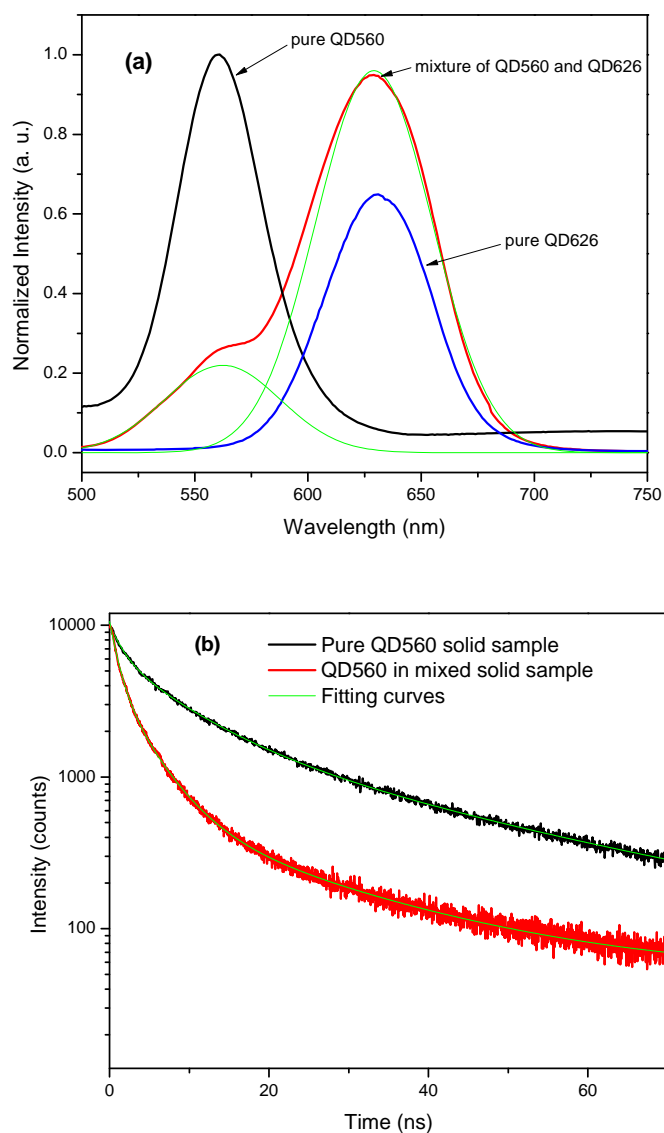 (a)
pure QD560
mixture of QD560 and QD626
pure QD626
1.0
0.8
0.6
0.4
0.2
0.0
Normalized Intensity (a. u.)
500
550
600
650
700
750
Wavelength (nm)
(b)
Pure QD560 solid sample
QD560 in mixed solid sample
Fitting curves
10000
1000
100
Intensity (counts)
0
20
40
60
Time (ns)